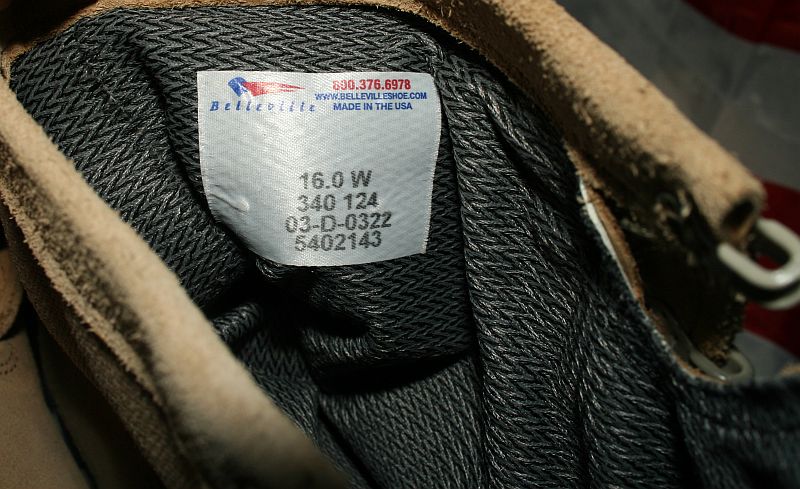 Belleville
800.376.6978
WWW.BELLEVILLESHOE.COM
MADE IN THE USA
16.0 W
340 124
03-D-0322
5402143